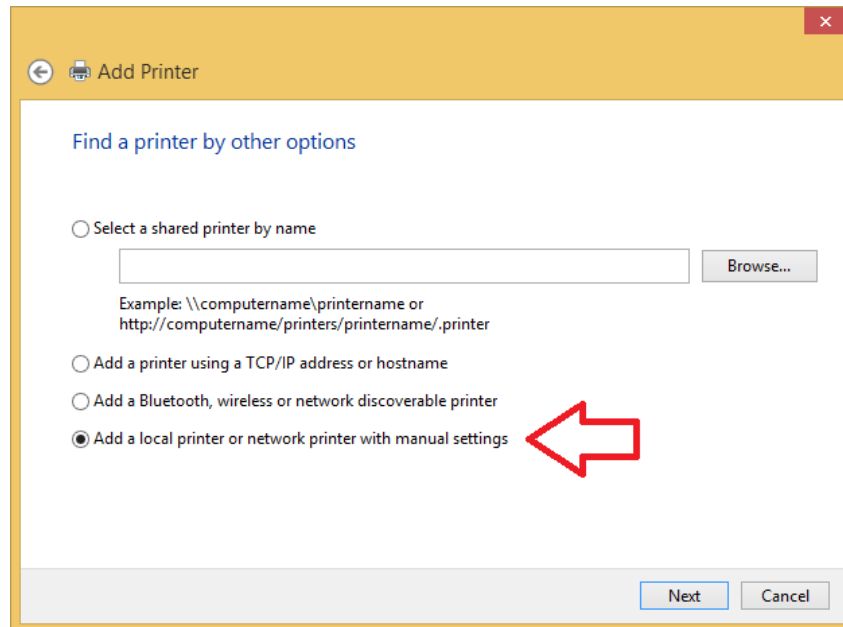 Add Printer
Find a printer by other options
Select a shared printer by name
Browse...
Example: \\computername\printername or
http://computername/printers/printername/.printer
Add a printer using a TCP/IP address or hostname
Add a Bluetooth, wireless or network discoverable printer
Add a local printer or network printer with manual settings
Next Cancel